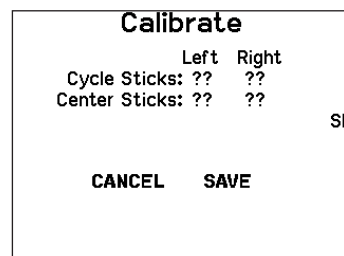 Calibrate
Left Right
Cycle Sticks: ?? ??
Center Sticks: ?? ??
CANCEL SAVE